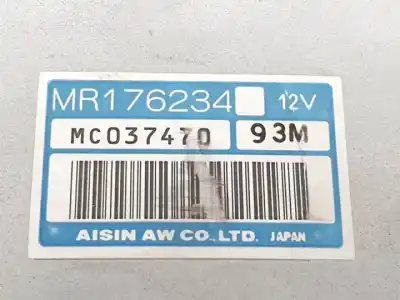 MR176234 12V
MC037470 93M
AISIN AW CO., LTD. JAPAN